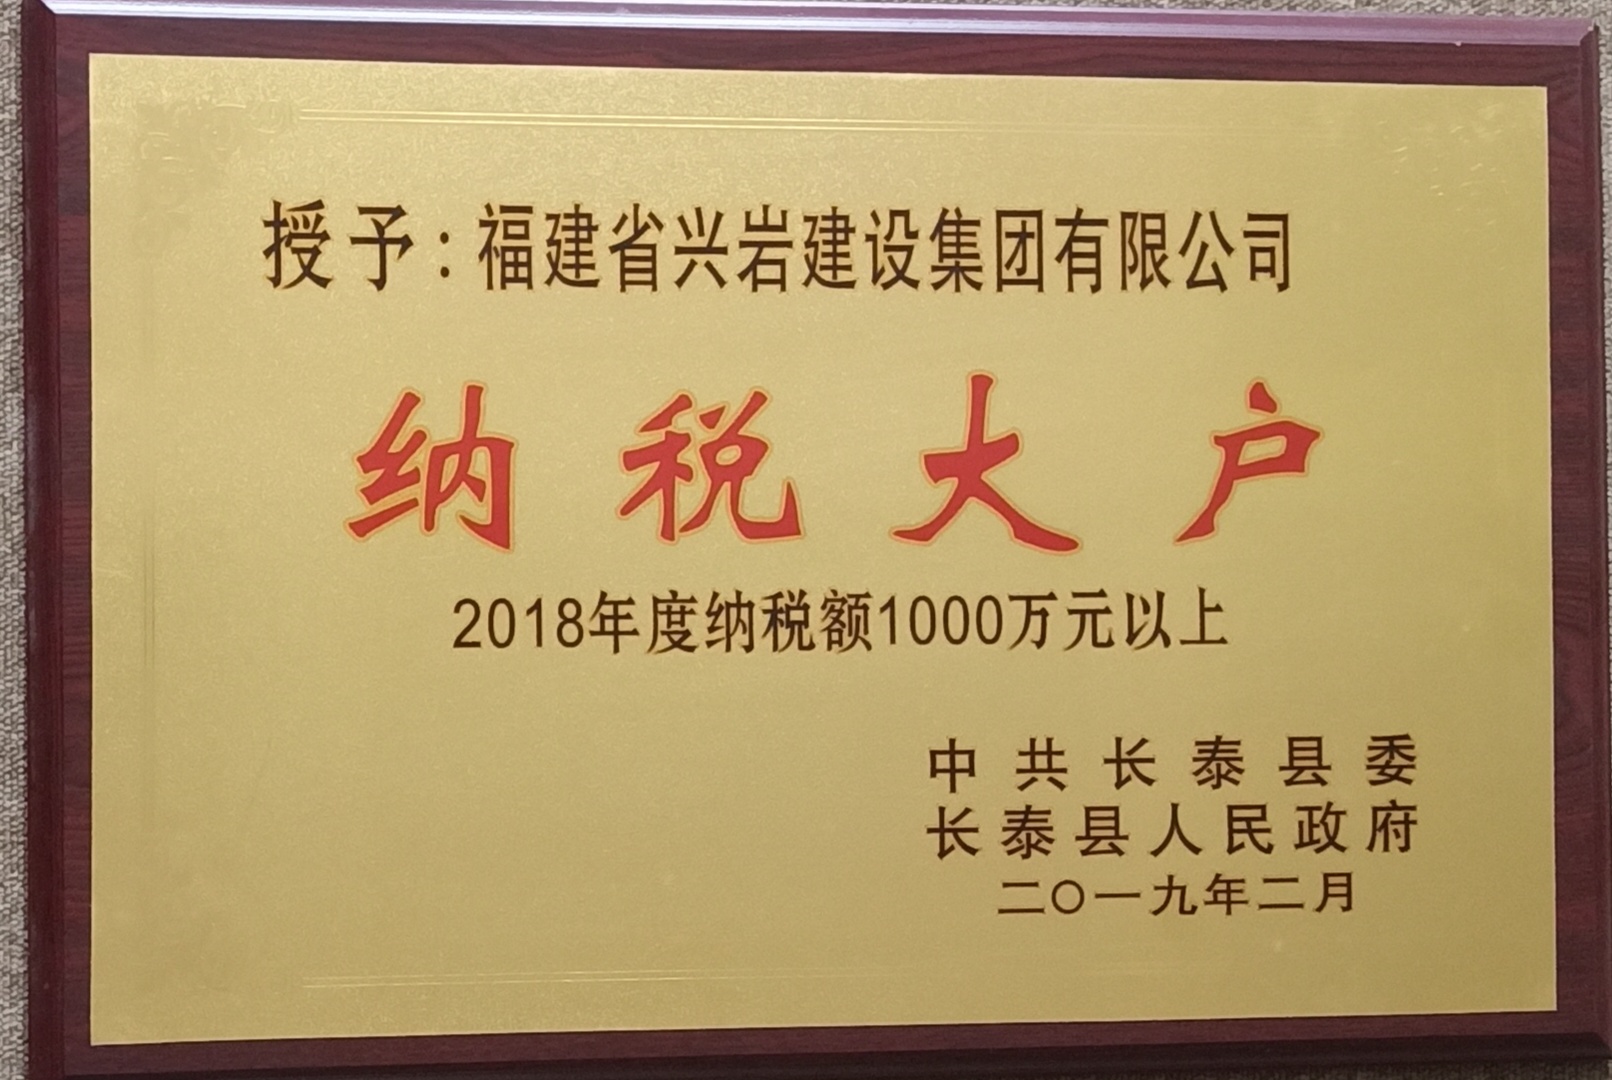 授予:福建省兴岩建设集团有限公司
纳税大户
2018年度纳税额1000万元以上
中共长泰县委
长泰县人民政府
二〇一九年二月